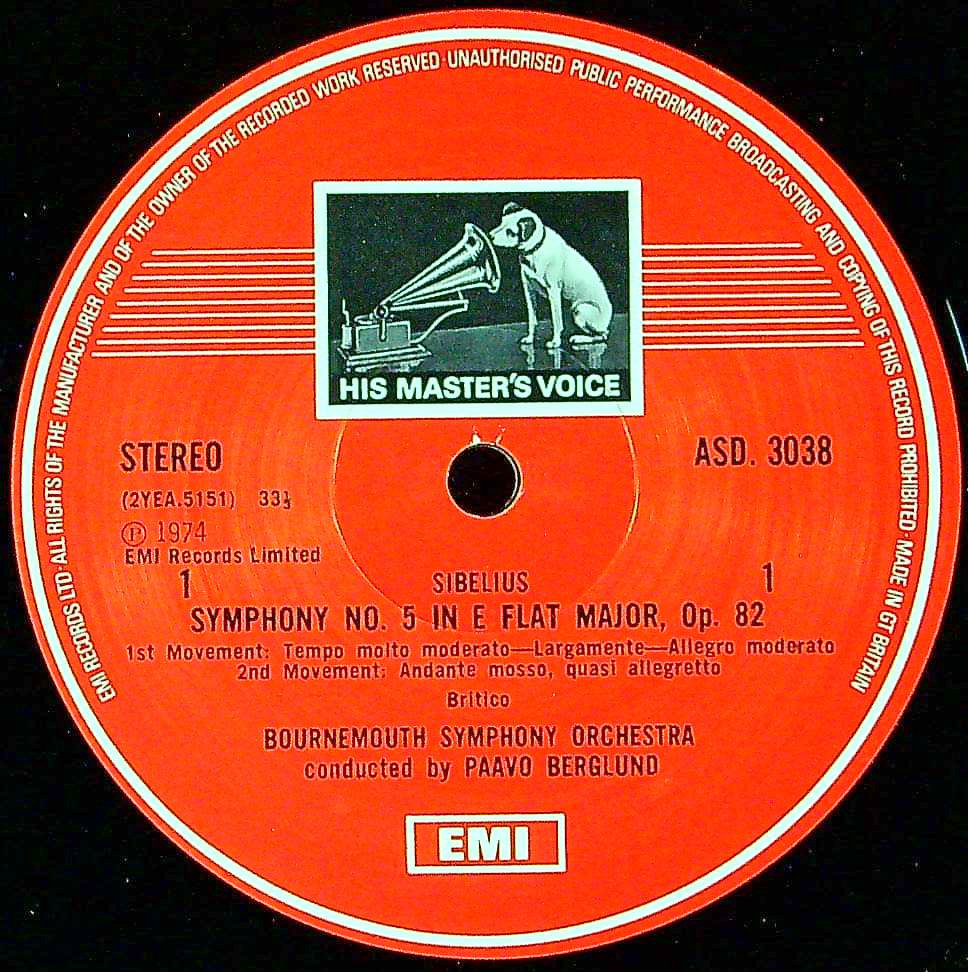 EMI RECORDS LTD · ALL RIGHTS OF THE MANUFACTURER AND OF THE OWNER OF THE RECORDED WORK RESERVED · UNAUTHORISED PUBLIC PERFORMANCE BROADCASTING AND COPYING OF THIS RECORD PROHIBITED · MADE IN GT BRITAIN
HIS MASTER'S VOICE
STEREO
ASD. 3038
(2YEA.5151) 33⅓
Ⓟ 1974
EMI Records Limited
1 1
SIBELIUS
SYMPHONY NO. 5 IN E FLAT MAJOR, Op. 82
1st Movement: Tempo molto moderato—Largamente—Allegro moderato
2nd Movement: Andante mosso, quasi allegretto
Britico
BOURNEMOUTH SYMPHONY ORCHESTRA
conducted by PAAVO BERGLUND
EMI